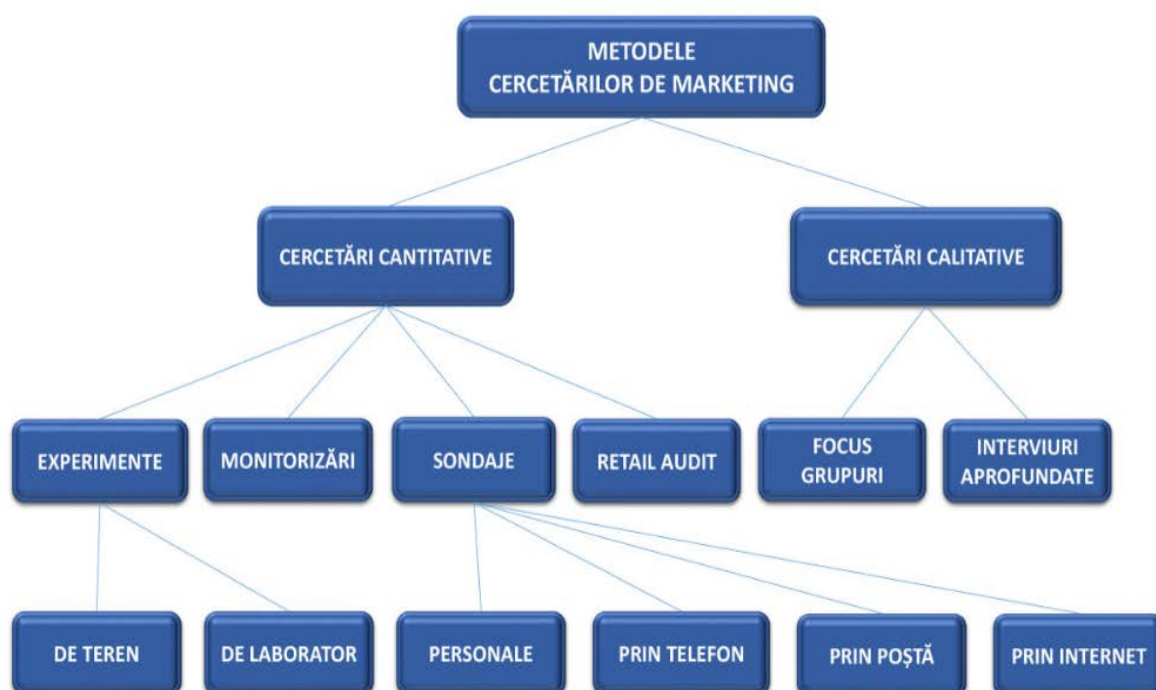 METODELE
CERCETĂRILOR DE MARKETING
CERCETĂRI CANTITATIVE
CERCETĂRI CALITATIVE
EXPERIMENTE
MONITORIZĂRI
SONDAJE
RETAIL AUDIT
FOCUS
GRUPURI
INTERVIURI
APROFUNDATE
DE TEREN
DE LABORATOR
PERSONALE
PRIN TELEFON
PRIN POȘTĂ
PRIN INTERNET